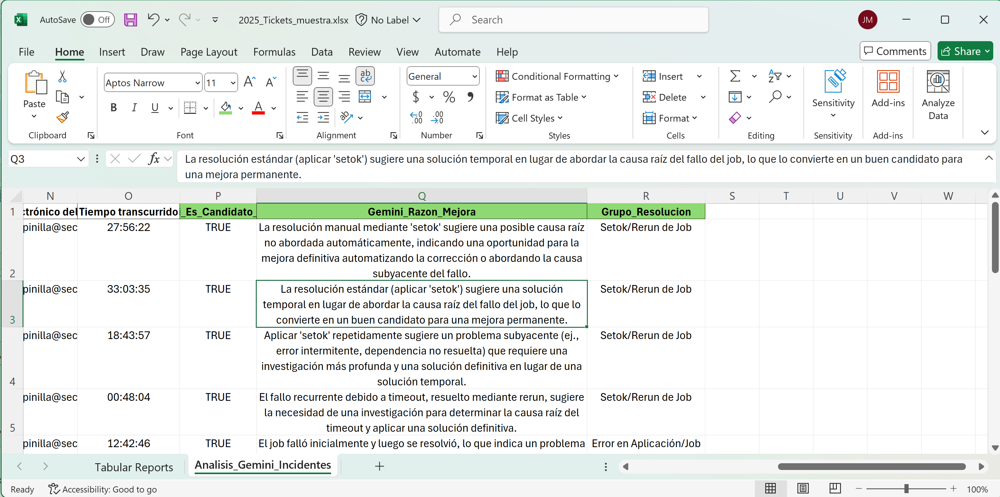 AutoSave Off 2025_Tickets_muestra.xlsx No Label Search JM
File Home Insert Draw Page Layout Formulas Data Review View Automate Help Comments Share
Paste
Clipboard
Aptos Narrow 11
B I U A
Font
ab
Alignment
General
$ % 9
Number
Conditional Formatting
Format as Table
Cell Styles
Styles
Insert
Delete
Format
Cells
Editing
Sensitivity
Sensitivity
Add-ins
Add-ins
Analyze
Data
Q3 fx La resolución estándar (aplicar 'setok') sugiere una solución temporal en lugar de abordar la causa raíz del fallo del job, lo que lo convierte en un buen candidato para
una mejora permanente.
N O P Q R S T U V W
1 ctrónico del Tiempo transcurrido i_Es_Candidato_ Gemini_Razon_Mejora Grupo_Resolucion
pinilla@sec 27:56:22 TRUE La resolución manual mediante 'setok' sugiere una posible causa raíz Setok/Rerun de Job
no abordada automáticamente, indicando una oportunidad para la
mejora definitiva automatizando la corrección o abordando la causa
2 subyacente del fallo.
pinilla@sec 33:03:35 TRUE La resolución estándar (aplicar 'setok') sugiere una solución Setok/Rerun de Job
temporal en lugar de abordar la causa raíz del fallo del job, lo que lo
3 convierte en un buen candidato para una mejora permanente.
pinilla@sec 18:43:57 TRUE Aplicar 'setok' repetidamente sugiere un problema subyacente (ej., Setok/Rerun de Job
error intermitente, dependencia no resuelta) que requiere una
investigación más profunda y una solución definitiva en lugar de una
4 solución temporal.
pinilla@sec 00:48:04 TRUE El fallo recurrente debido a timeout, resuelto mediante rerun, sugiere Setok/Rerun de Job
la necesidad de una investigación para determinar la causa raíz del
5 timeout y aplicar una solución definitiva.
pinilla@sec 12:42:46 TRUE El job falló inicialmente y luego se resolvió, lo que indica un problema Error en Aplicación/Job
Tabular Reports Analisis_Gemini_Incidentes
Ready Accessibility: Good to go 100%